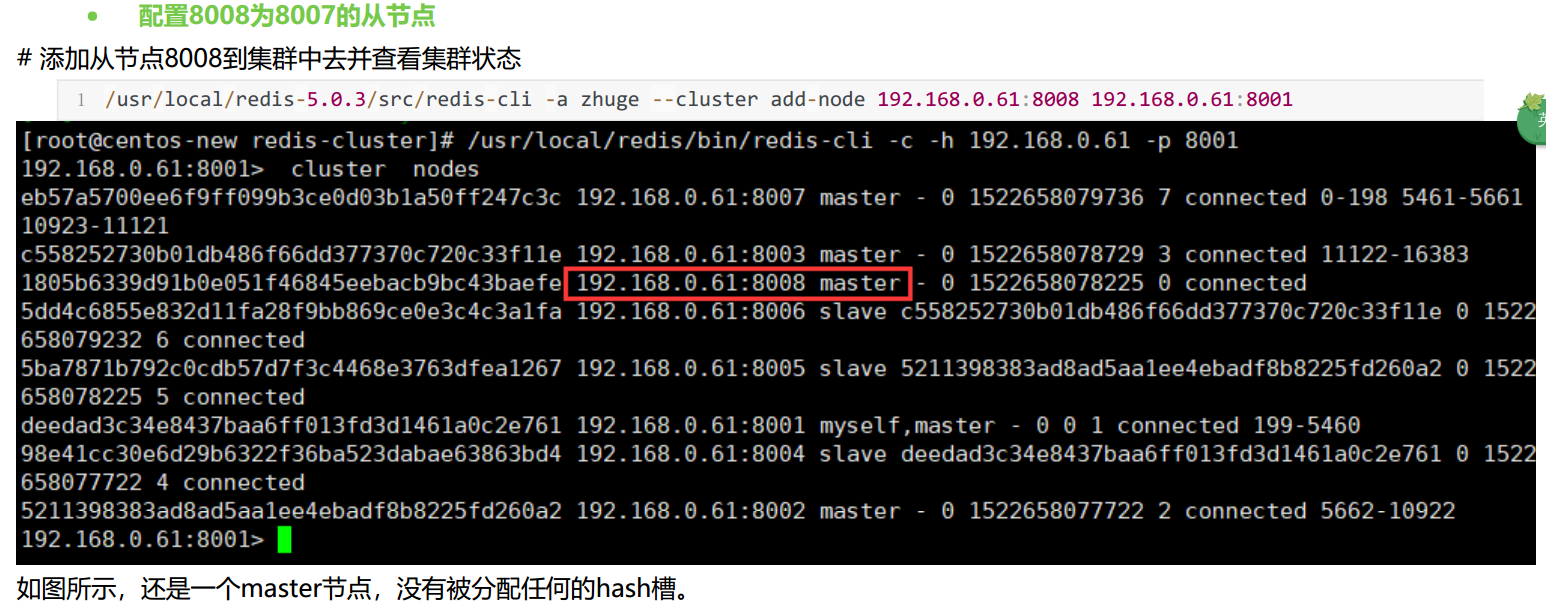 • 配置8008为8007的从节点
# 添加从节点8008到集群中去并查看集群状态
1 /usr/local/redis-5.0.3/src/redis-cli -a zhuge --cluster add-node 192.168.0.61:8008 192.168.0.61:8001
英
[root@centos-new redis-cluster]# /usr/local/redis/bin/redis-cli -c -h 192.168.0.61 -p 8001
192.168.0.61:8001>  cluster  nodes
eb57a5700ee6f9ff099b3ce0d03b1a50ff247c3c 192.168.0.61:8007 master - 0 1522658079736 7 connected 0-198 5461-5661
10923-11121
c558252730b01db486f66dd377370c720c33f11e 192.168.0.61:8003 master - 0 1522658078729 3 connected 11122-16383
1805b6339d91b0e051f46845eebacb9bc43baefe 192.168.0.61:8008 master - 0 1522658078225 0 connected
5dd4c6855e832d11fa28f9bb869ce0e3c4c3a1fa 192.168.0.61:8006 slave c558252730b01db486f66dd377370c720c33f11e 0 1522
658079232 6 connected
5ba7871b792c0cdb57d7f3c4468e3763dfea1267 192.168.0.61:8005 slave 5211398383ad8ad5aa1ee4ebadf8b8225fd260a2 0 1522
658078225 5 connected
deedad3c34e8437baa6ff013fd3d1461a0c2e761 192.168.0.61:8001 myself,master - 0 0 1 connected 199-5460
98e41cc30e6d29b6322f36ba523dabae63863bd4 192.168.0.61:8004 slave deedad3c34e8437baa6ff013fd3d1461a0c2e761 0 1522
658077722 4 connected
5211398383ad8ad5aa1ee4ebadf8b8225fd260a2 192.168.0.61:8002 master - 0 1522658077722 2 connected 5662-10922
192.168.0.61:8001>
如图所示，还是一个master节点，没有被分配任何的hash槽。